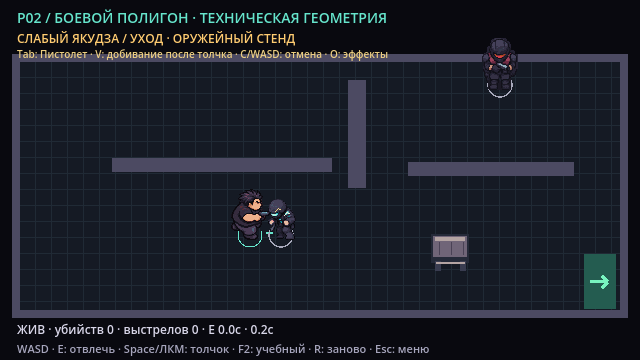 P02 / БОЕВОЙ ПОЛИГОН · ТЕХНИЧЕСКАЯ ГЕОМЕТРИЯ
СЛАБЫЙ ЯКУДЗА / УХОД · ОРУЖЕЙНЫЙ СТЕНД
Tab: Пистолет · V: добивание после толчка · C/WASD: отмена · O: эффекты
ЖИВ · убийств 0 · выстрелов 0 · E 0.0с · 0.2с
WASD · E: отвлечь · Space/ЛКМ: толчок · F2: учебный · R: заново · Esc: меню